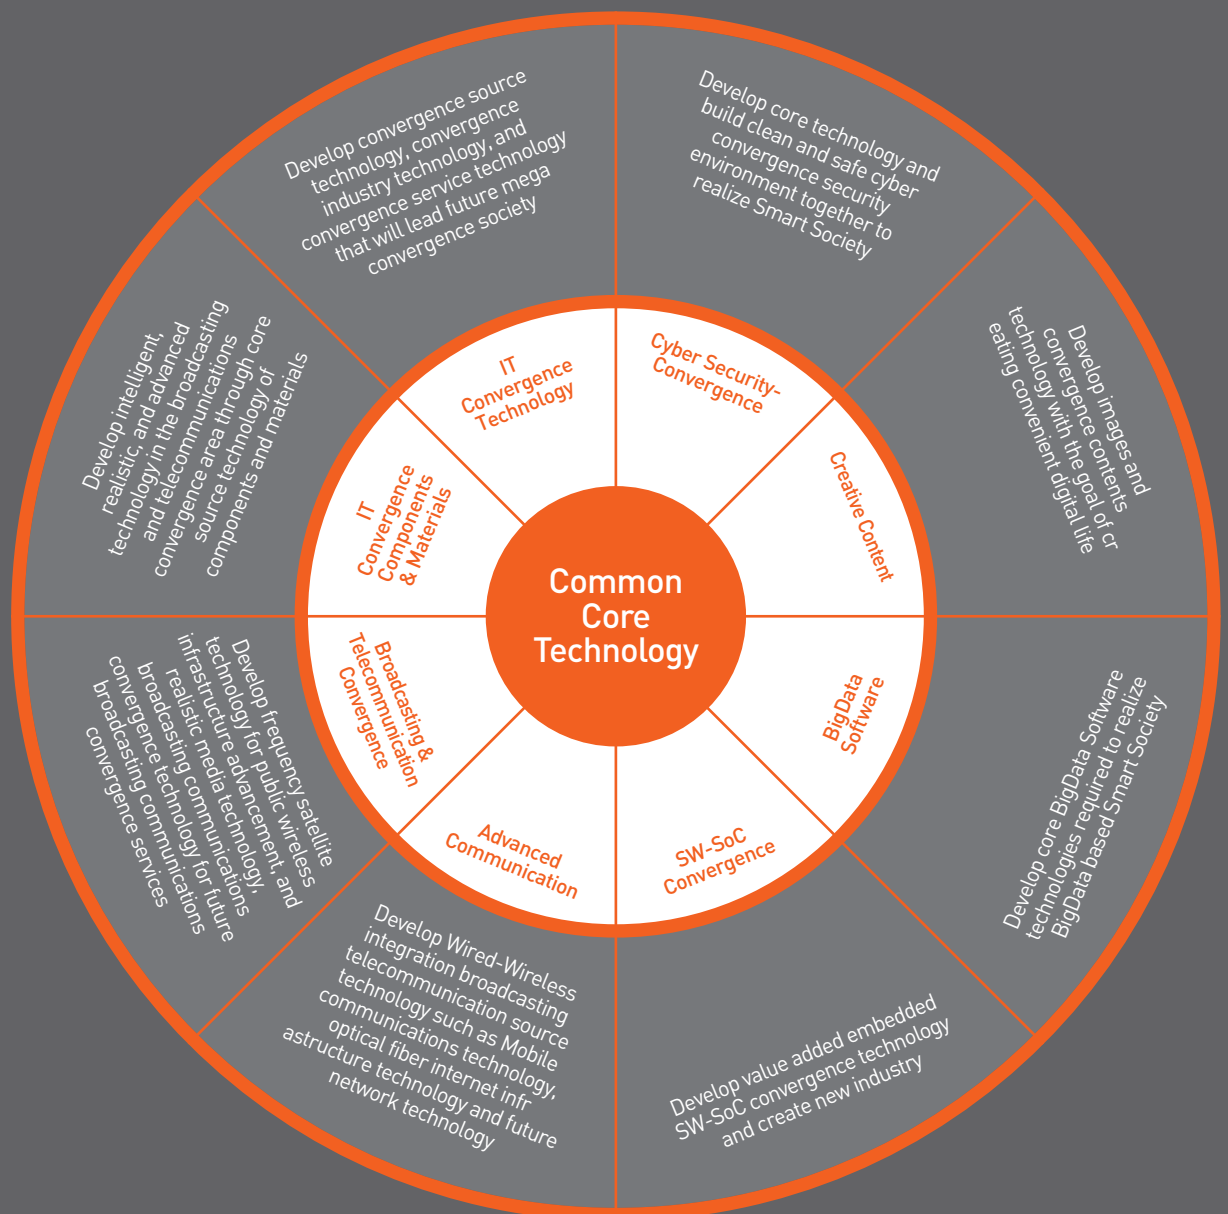 Common
Core
Technology
Cyber Security-
Convergence
Develop core technology and
build clean and safe cyber
convergence security
environment together to
realize Smart Society
Creative Content
Develop images and
convergence contents
technology with the goal of cr
eating convenient digital life
BigData
Software
Develop core BigData Software
technologies required to realize
BigData based Smart Society
SW-SoC
Convergence
Develop value added embedded
SW-SoC convergence technology
and create new industry
Advanced
Communication
Develop Wired-Wireless
integration broadcasting
telecommunication source
technology such as Mobile
communications technology,
optical fiber internet infr
astructure technology and future
network technology
Broadcasting &
Telecommunication
Convergence
Develop frequency satellite
technology for public wireless
infrastructure advancement, and
realistic media technology,
broadcasting communications
convergence technology for future
broadcasting communications
convergence services
IT
Convergence
Components
& Materials
Develop intelligent,
realistic, and advanced
technology in the broadcasting
and telecommunications
convergence area through core
source technology of
components and materials
IT
Convergence
Technology
Develop convergence source
technology, convergence
industry technology, and
convergence service technology
that will lead future mega
convergence society